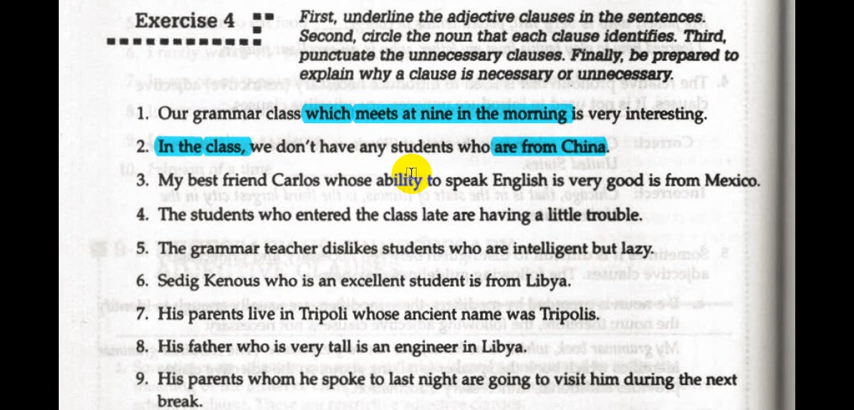 Exercise 4
First, underline the adjective clauses in the sentences.
Second, circle the noun that each clause identifies. Third,
punctuate the unnecessary clauses. Finally, be prepared to
explain why a clause is necessary or unnecessary.
1. Our grammar class which meets at nine in the morning is very interesting.
2. In the class, we don't have any students who are from China.
3. My best friend Carlos whose ability to speak English is very good is from Mexico.
4. The students who entered the class late are having a little trouble.
5. The grammar teacher dislikes students who are intelligent but lazy.
6. Sedig Kenous who is an excellent student is from Libya.
7. His parents live in Tripoli whose ancient name was Tripolis.
8. His father who is very tall is an engineer in Libya.
9. His parents whom he spoke to last night are going to visit him during the next
break.